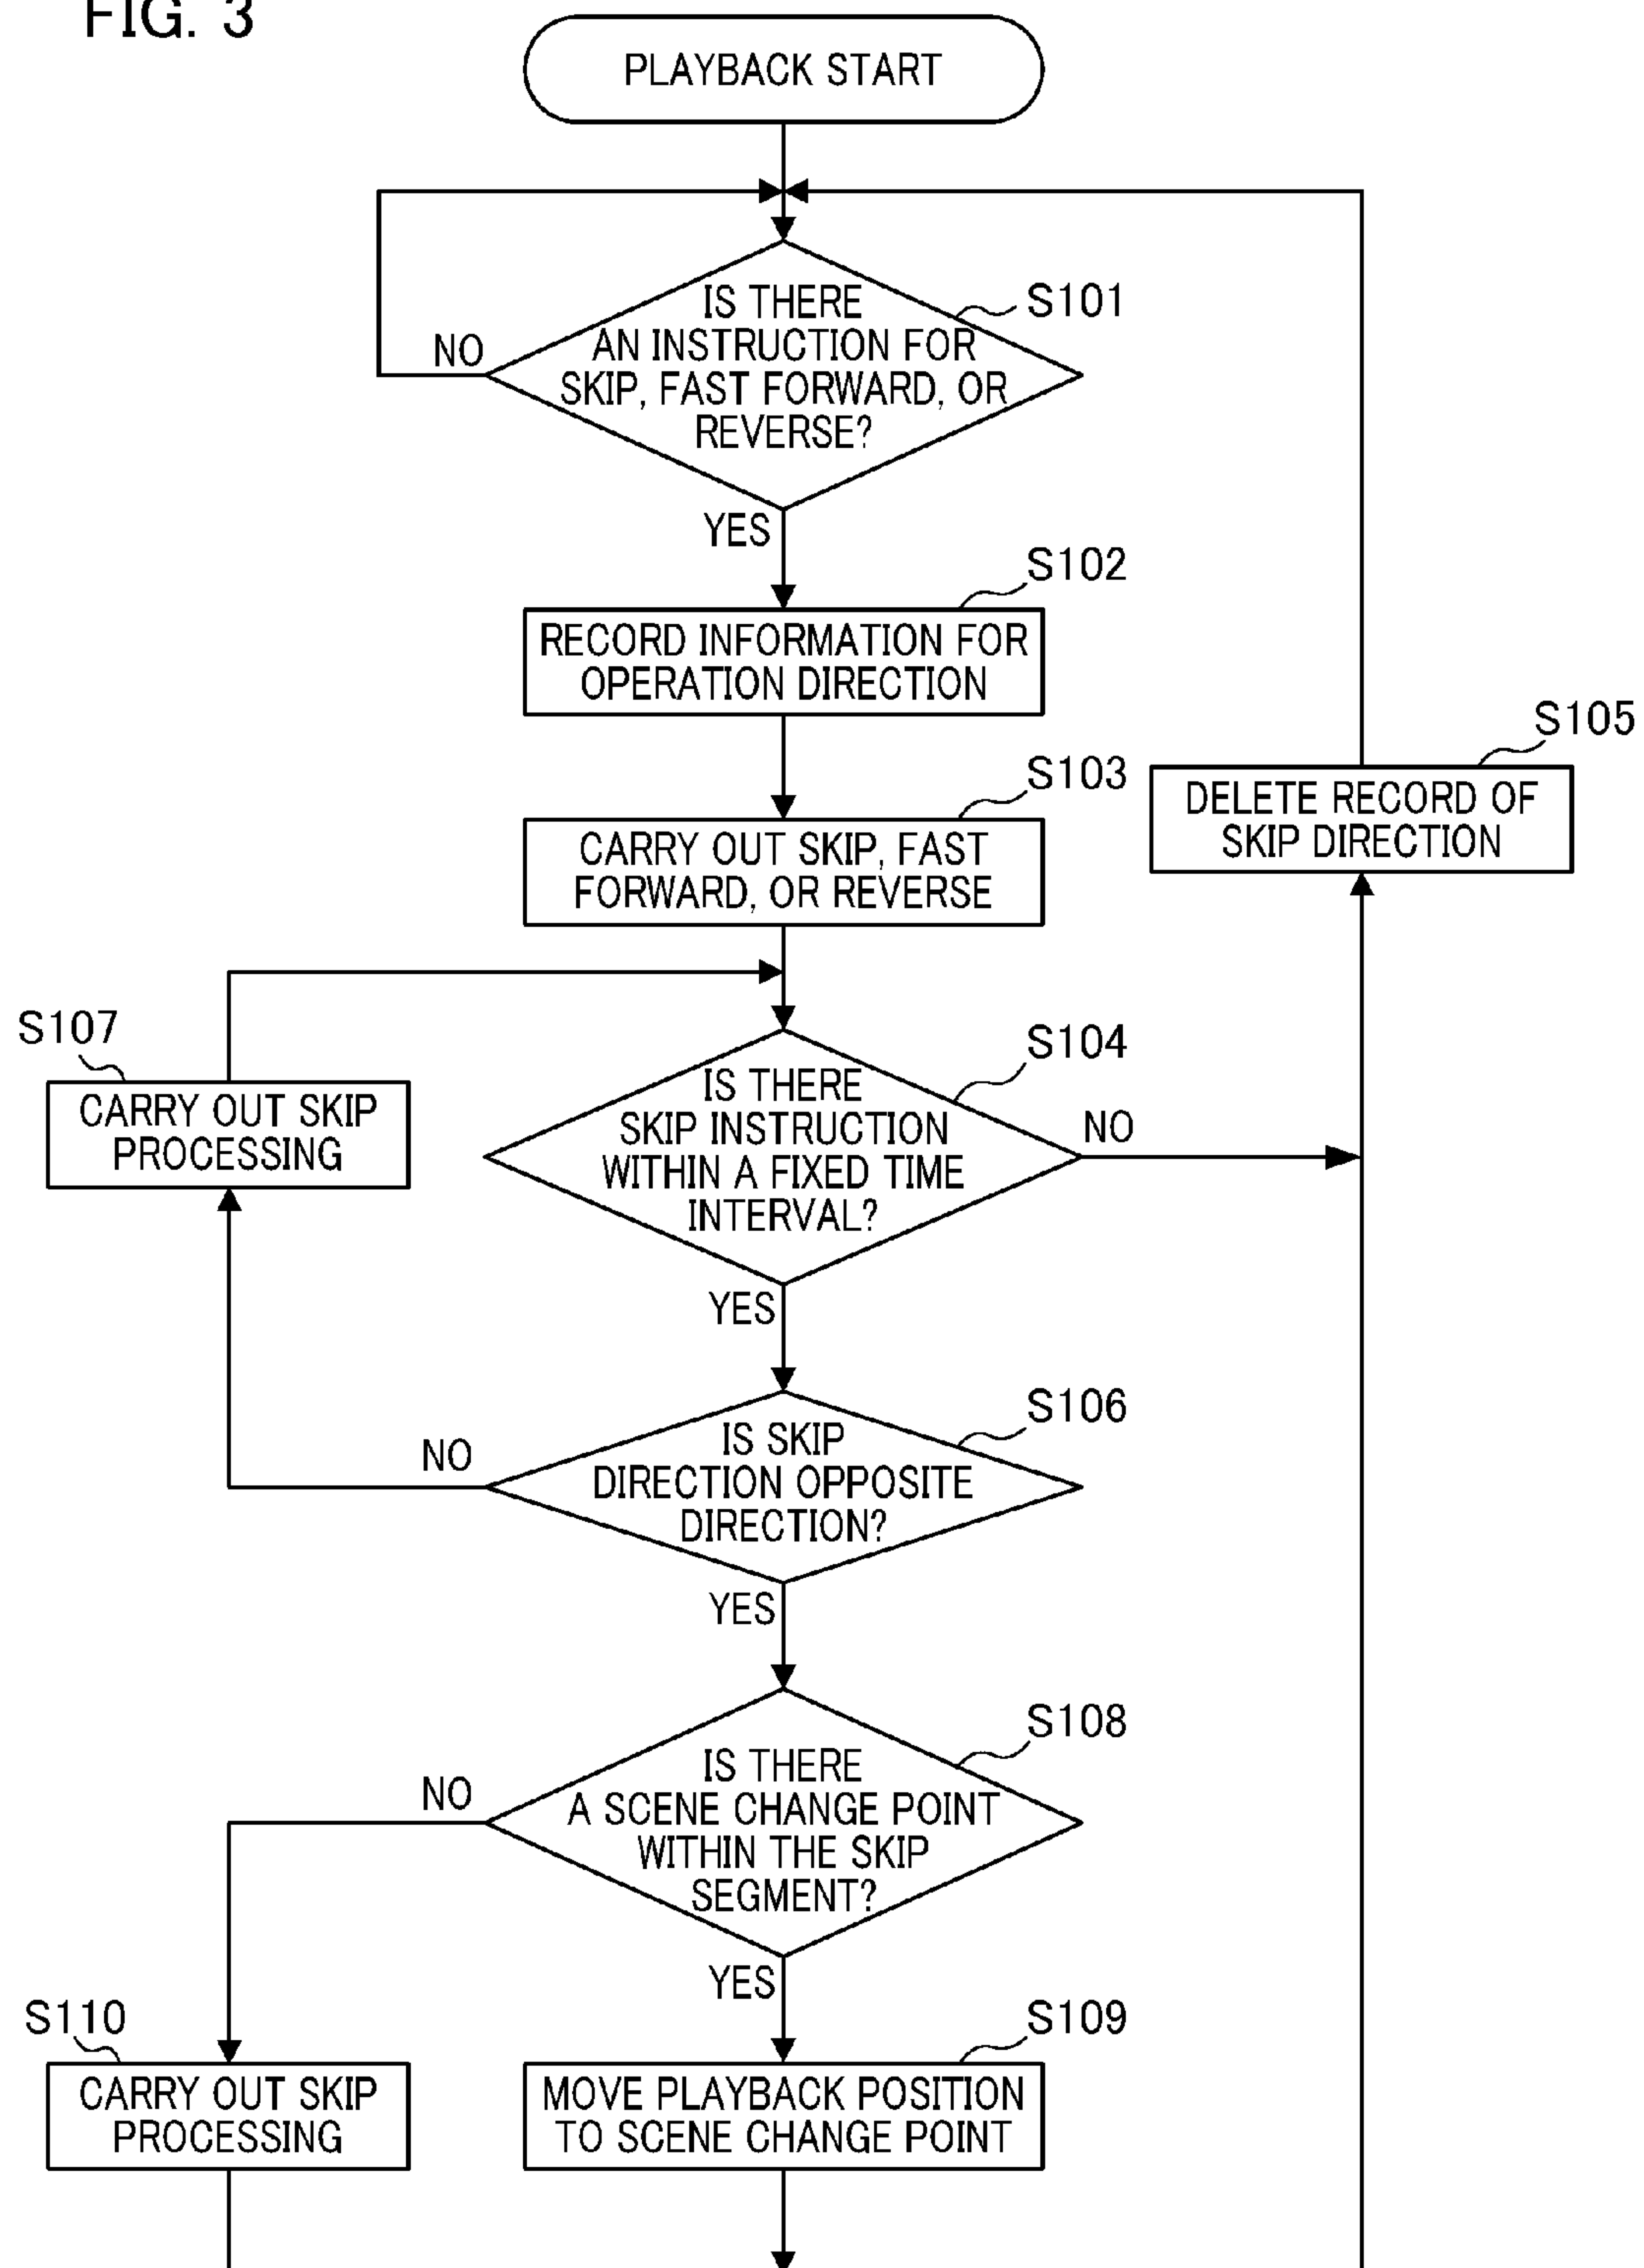 FIG. 3
PLAYBACK START
IS THERE
AN INSTRUCTION FOR
SKIP, FAST FORWARD, OR
REVERSE?
S101
NO
YES
S102
RECORD INFORMATION FOR
OPERATION DIRECTION
S105
DELETE RECORD OF
SKIP DIRECTION
S103
CARRY OUT SKIP, FAST
FORWARD, OR REVERSE
S107
CARRY OUT SKIP
PROCESSING
S104
IS THERE
SKIP INSTRUCTION
WITHIN A FIXED TIME
INTERVAL?
NO
YES
S106
IS SKIP
DIRECTION OPPOSITE
DIRECTION?
NO
YES
S108
IS THERE
A SCENE CHANGE POINT
WITHIN THE SKIP
SEGMENT?
NO
YES
S110
CARRY OUT SKIP
PROCESSING
S109
MOVE PLAYBACK POSITION
TO SCENE CHANGE POINT